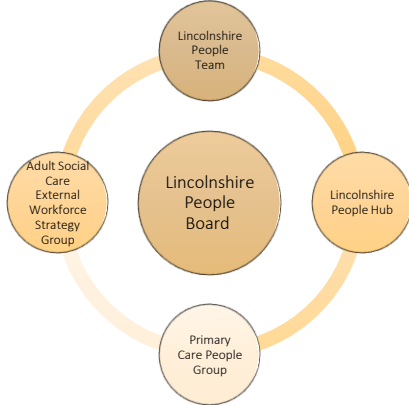 Lincolnshire
People
Team
Adult Social
Care
External
Workforce
Strategy
Group
Lincolnshire
People
Board
Lincolnshire
People Hub
Primary
Care People
Group